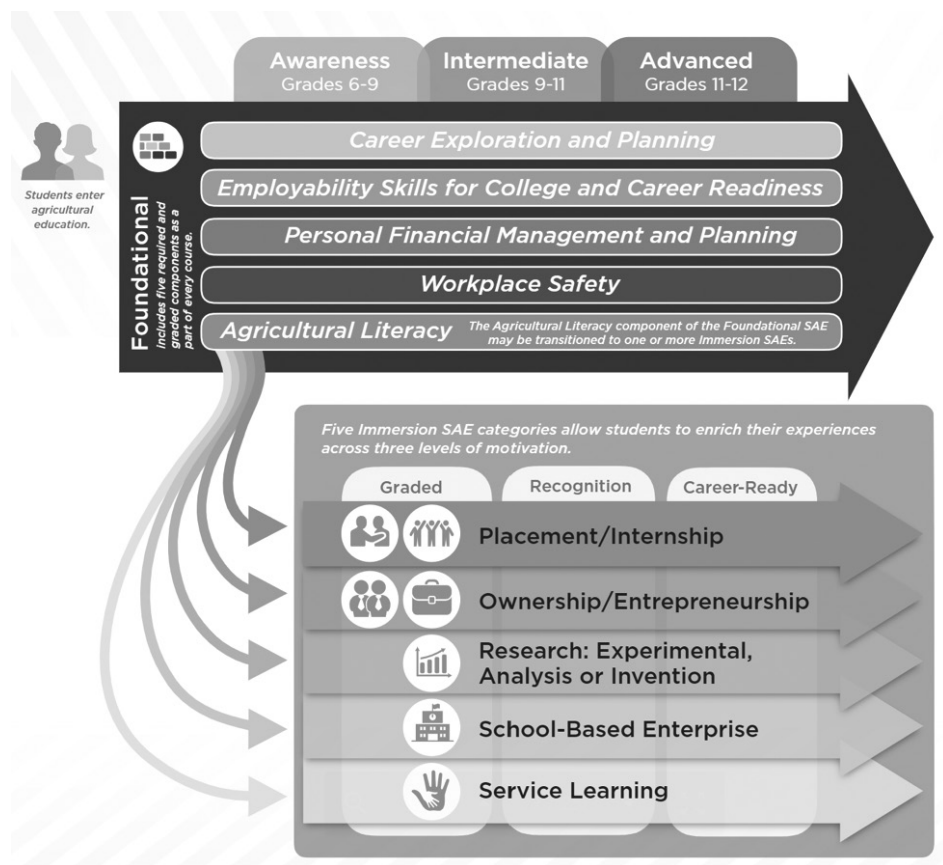 Awareness
Grades 6-9
Intermediate
Grades 9-11
Advanced
Grades 11-12
Students enter
agricultural
education.
Foundational
Includes five required and
graded components as a
part of every course.
Career Exploration and Planning
Employability Skills for College and Career Readiness
Personal Financial Management and Planning
Workplace Safety
Agricultural Literacy
The Agricultural Literacy component of the Foundational SAE
may be transitioned to one or more Immersion SAEs.
Five Immersion SAE categories allow students to enrich their experiences
across three levels of motivation.
Graded
Recognition
Career-Ready
Placement/Internship
Ownership/Entrepreneurship
Research: Experimental,
Analysis or Invention
School-Based Enterprise
Service Learning